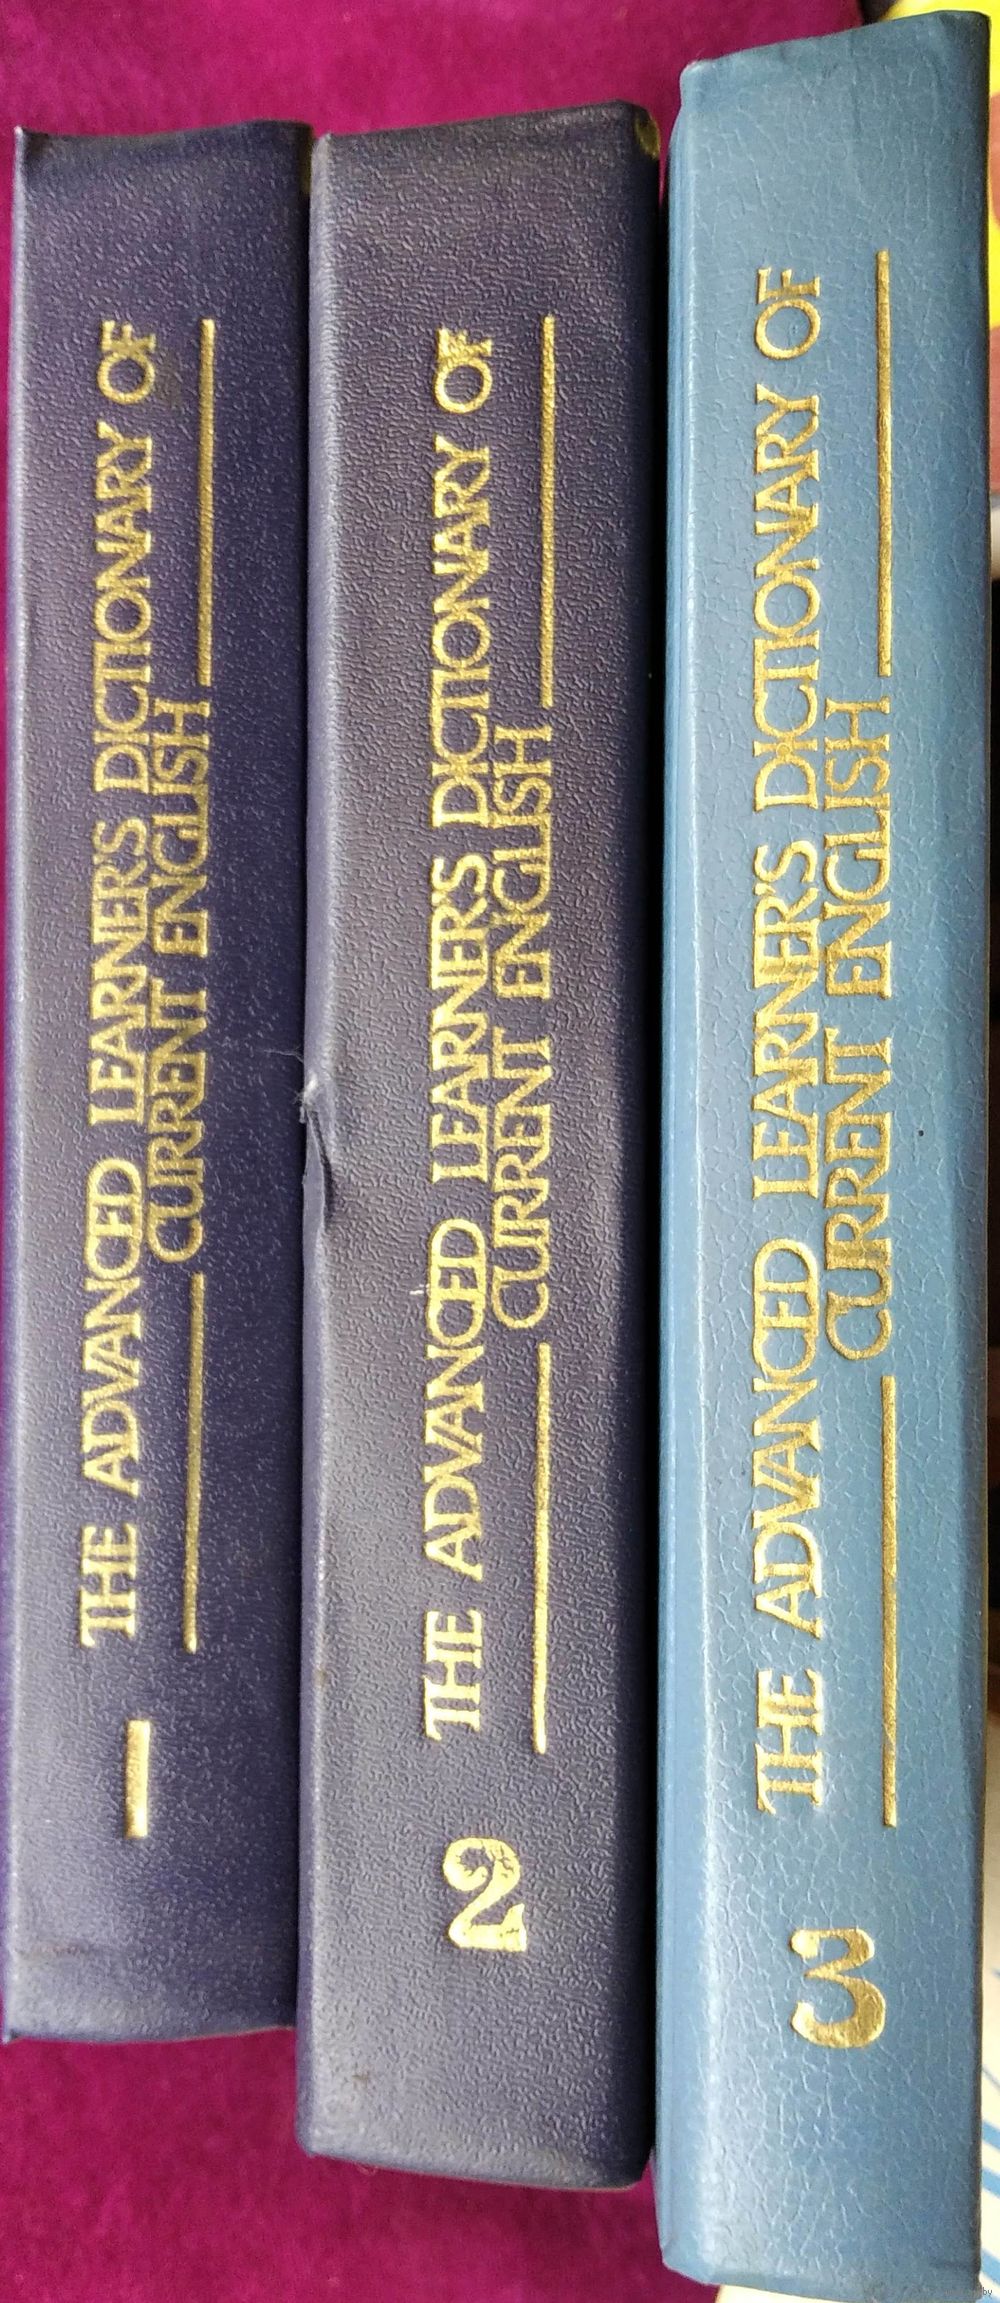 1 THE ADVANCED LEARNER'S DICTIONARY OF
CURRENT ENGLISH
2 THE ADVANCED LEARNER'S DICTIONARY OF
CURRENT ENGLISH
3 THE ADVANCED LEARNER'S DICTIONARY OF
CURRENT ENGLISH